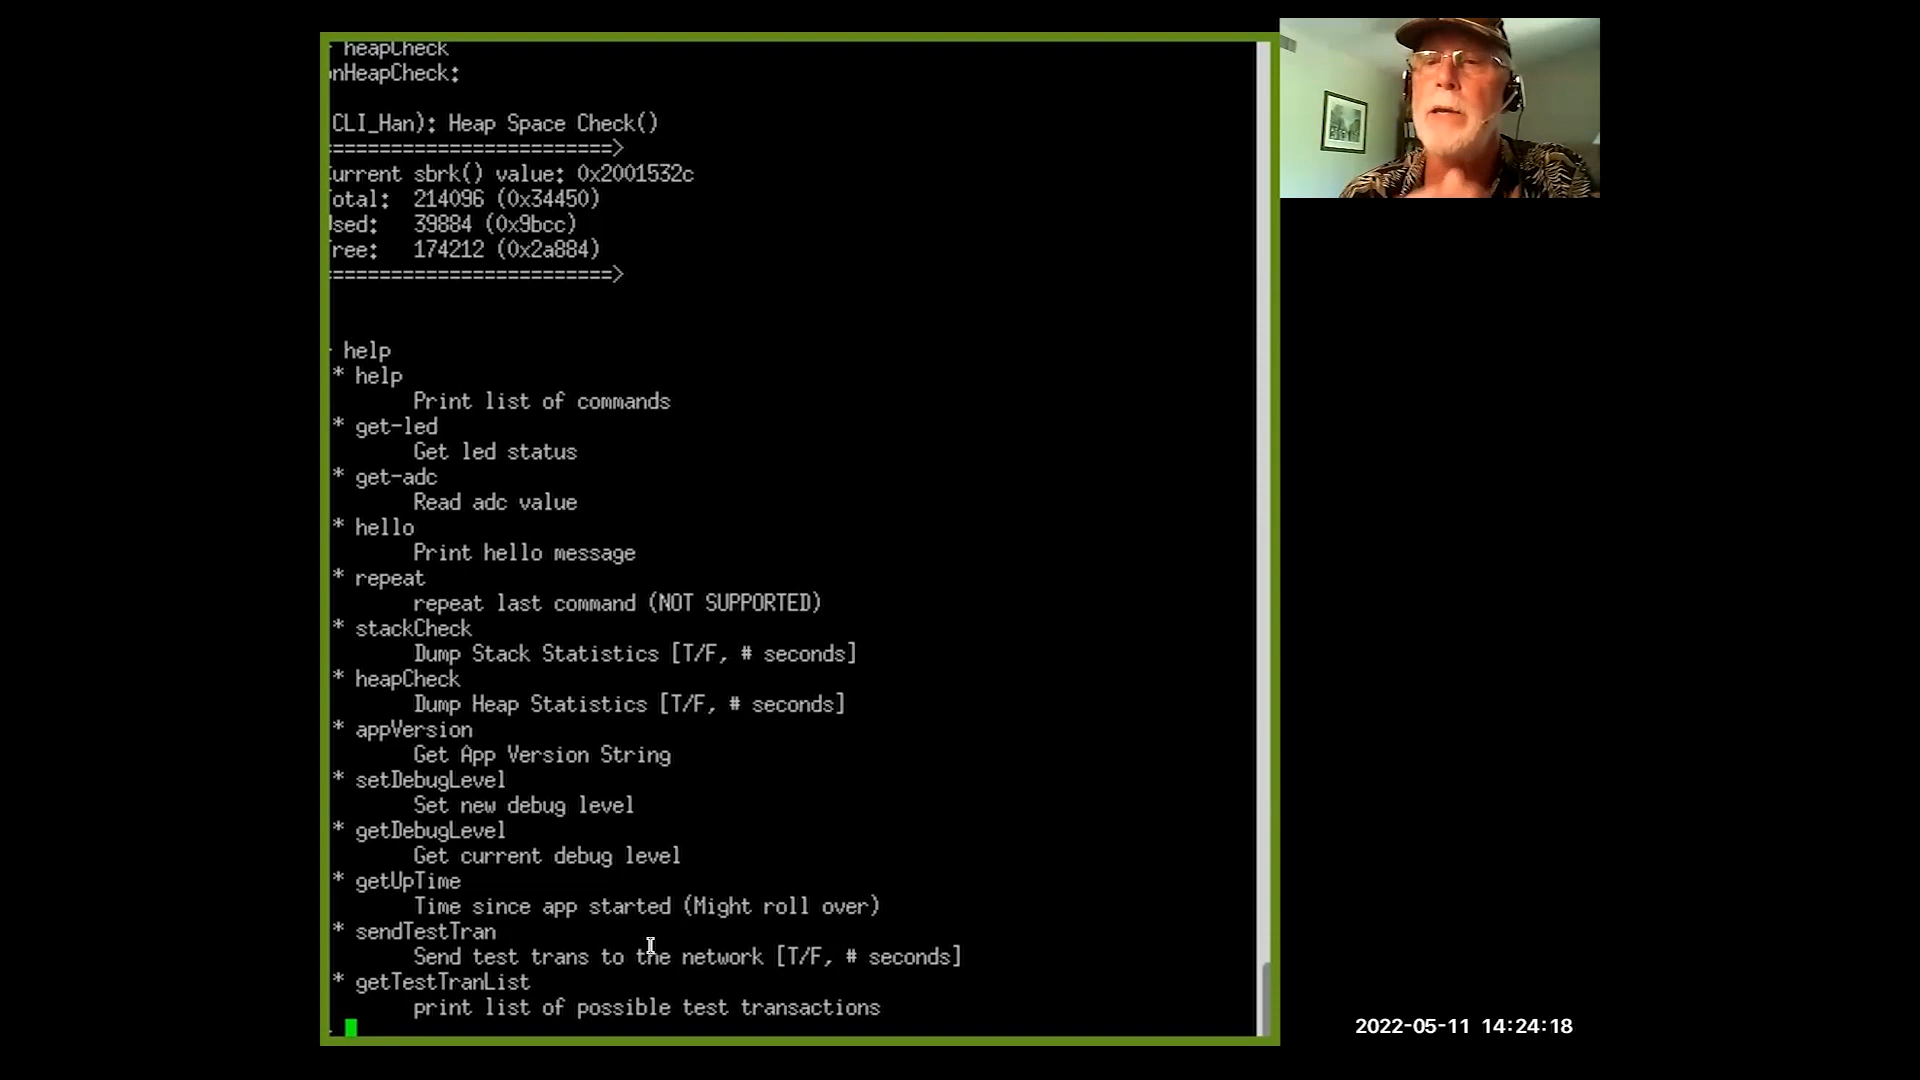 heapCheck
onHeapCheck:
CLI_Han): Heap Space Check()
========================>
urrent sbrk() value: 0x2001532c
otal:  214096 (0x34450)
sed:   39884 (0x9bcc)
ree:   174212 (0x2a884)
========================>
help
* help
Print list of commands
* get-led
Get led status
* get-adc
Read adc value
* hello
Print hello message
* repeat
repeat last command (NOT SUPPORTED)
* stackCheck
Dump Stack Statistics [T/F, # seconds]
* heapCheck
Dump Heap Statistics [T/F, # seconds]
* appVersion
Get App Version String
* setDebugLevel
Set new debug level
* getDebugLevel
Get current debug level
* getUpTime
Time since app started (Might roll over)
* sendTestTran
Send test trans to the network [T/F, # seconds]
* getTestTranList
print list of possible test transactions
2022-05-11 14:24:18